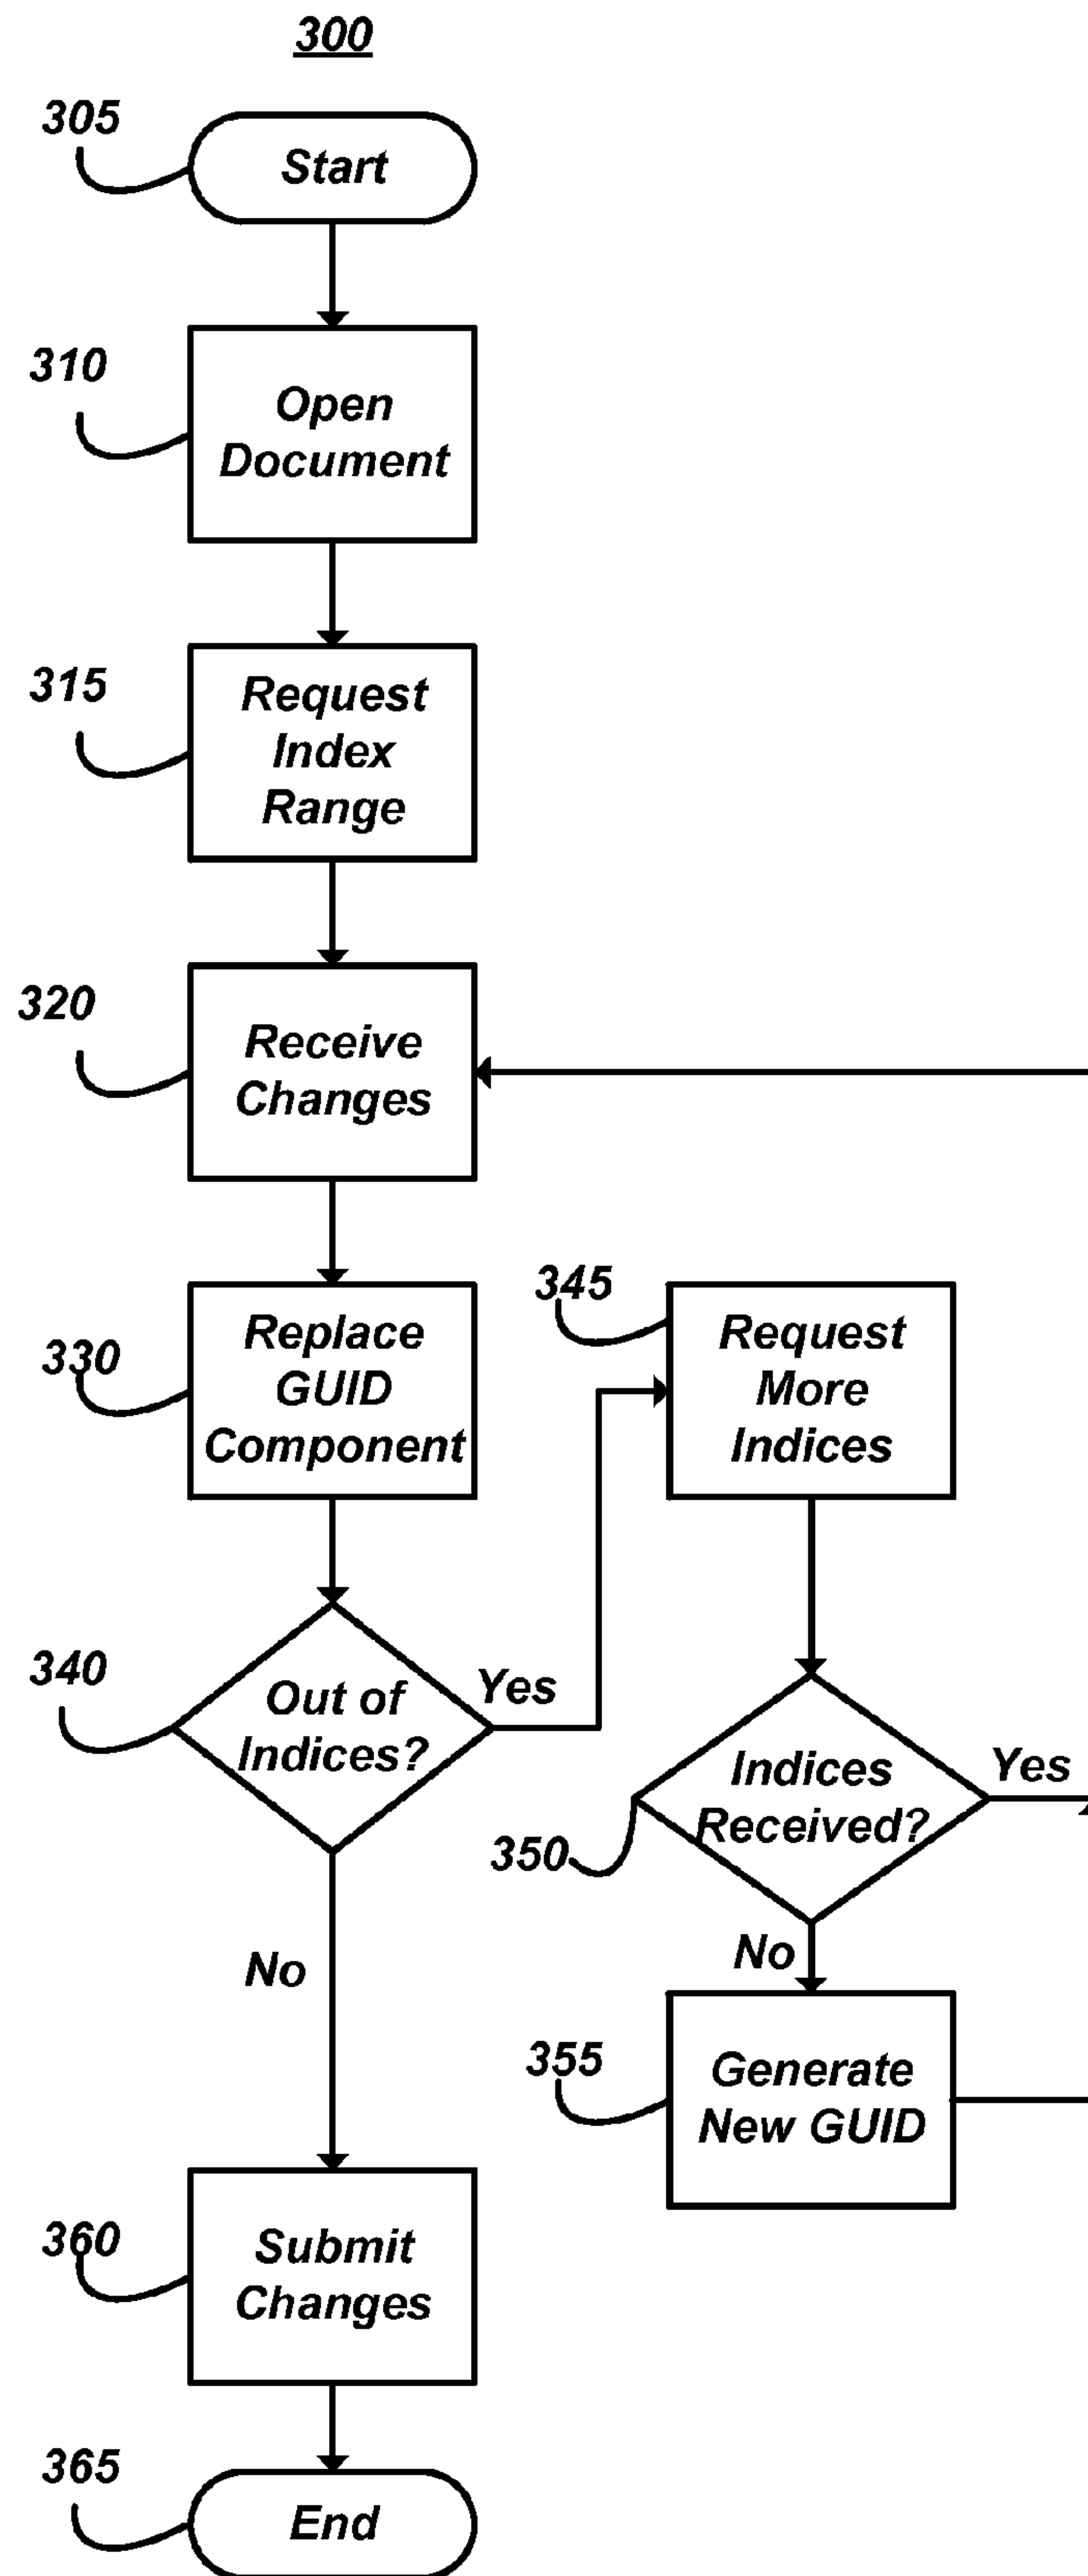 300
305
Start
310
Open
Document
315
Request
Index
Range
320
Receive
Changes
330
Replace
GUID
Component
345
Request
More
Indices
340
Out of
Indices?
Yes
350
Indices
Received?
Yes
No
No
355
Generate
New GUID
360
Submit
Changes
365
End